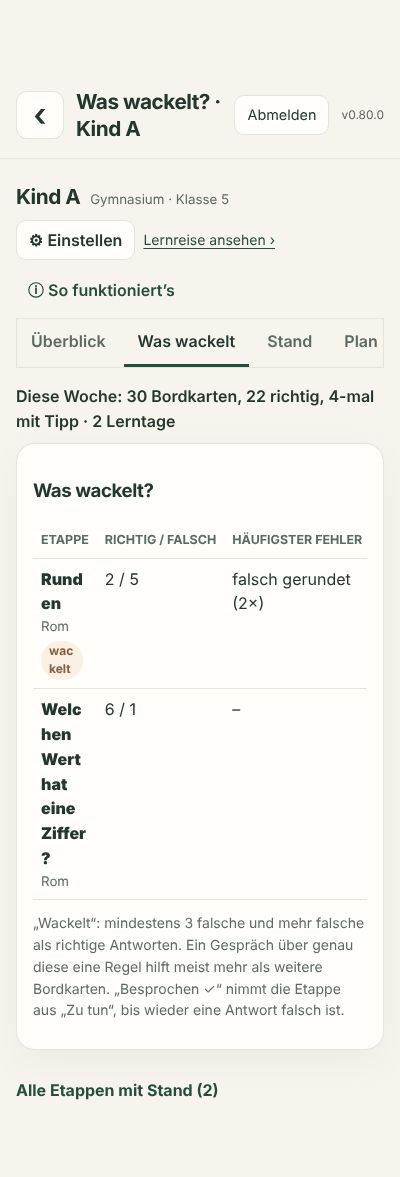 ‹
Was wackelt? ·
Kind A
Abmelden
v0.80.0
Kind A Gymnasium · Klasse 5
⚙ Einstellen
Lernreise ansehen ›
ⓘ So funktioniert’s
Überblick
Was wackelt
Stand
Plan
Diese Woche: 30 Bordkarten, 22 richtig, 4-mal
mit Tipp · 2 Lerntage
Was wackelt?
ETAPPE RICHTIG / FALSCH HÄUFIGSTER FEHLER
Rund
en
Rom
wac
kelt
2 / 5
falsch gerundet
(2×)
Welc
hen
Wert
hat
eine
Ziffer
?
Rom
6 / 1
–
„Wackelt“: mindestens 3 falsche und mehr falsche
als richtige Antworten. Ein Gespräch über genau
diese eine Regel hilft meist mehr als weitere
Bordkarten. „Besprochen ✓“ nimmt die Etappe
aus „Zu tun“, bis wieder eine Antwort falsch ist.
Alle Etappen mit Stand (2)